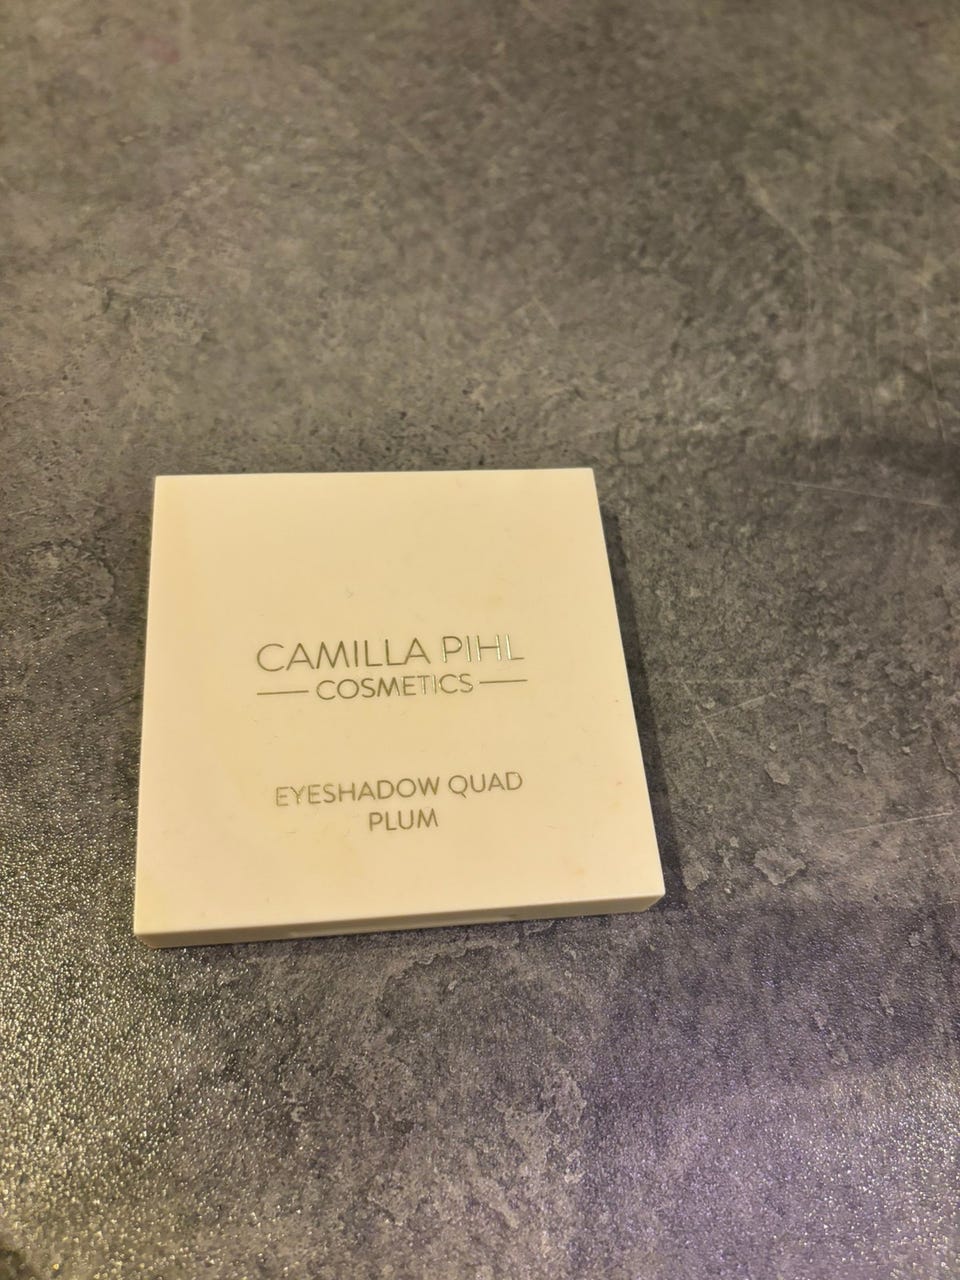 CAMILLA PIHL
COSMETICS
EYESHADOW QUAD
PLUM